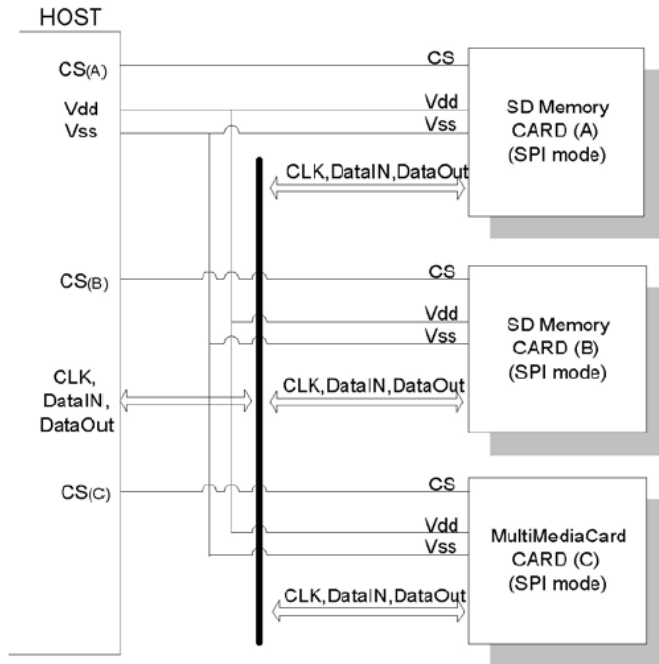 HOST
CS(A)
Vdd
Vss
CS
Vdd
Vss
SD Memory
CARD (A)
(SPI mode)
CLK,DataIN,DataOut
CS(B)
CS
Vdd
Vss
SD Memory
CARD (B)
(SPI mode)
CLK,
DataIN,
DataOut
CLK,DataIN,DataOut
CS(C)
CS
Vdd
Vss
MultiMediaCard
CARD (C)
(SPI mode)
CLK,DataIN,DataOut